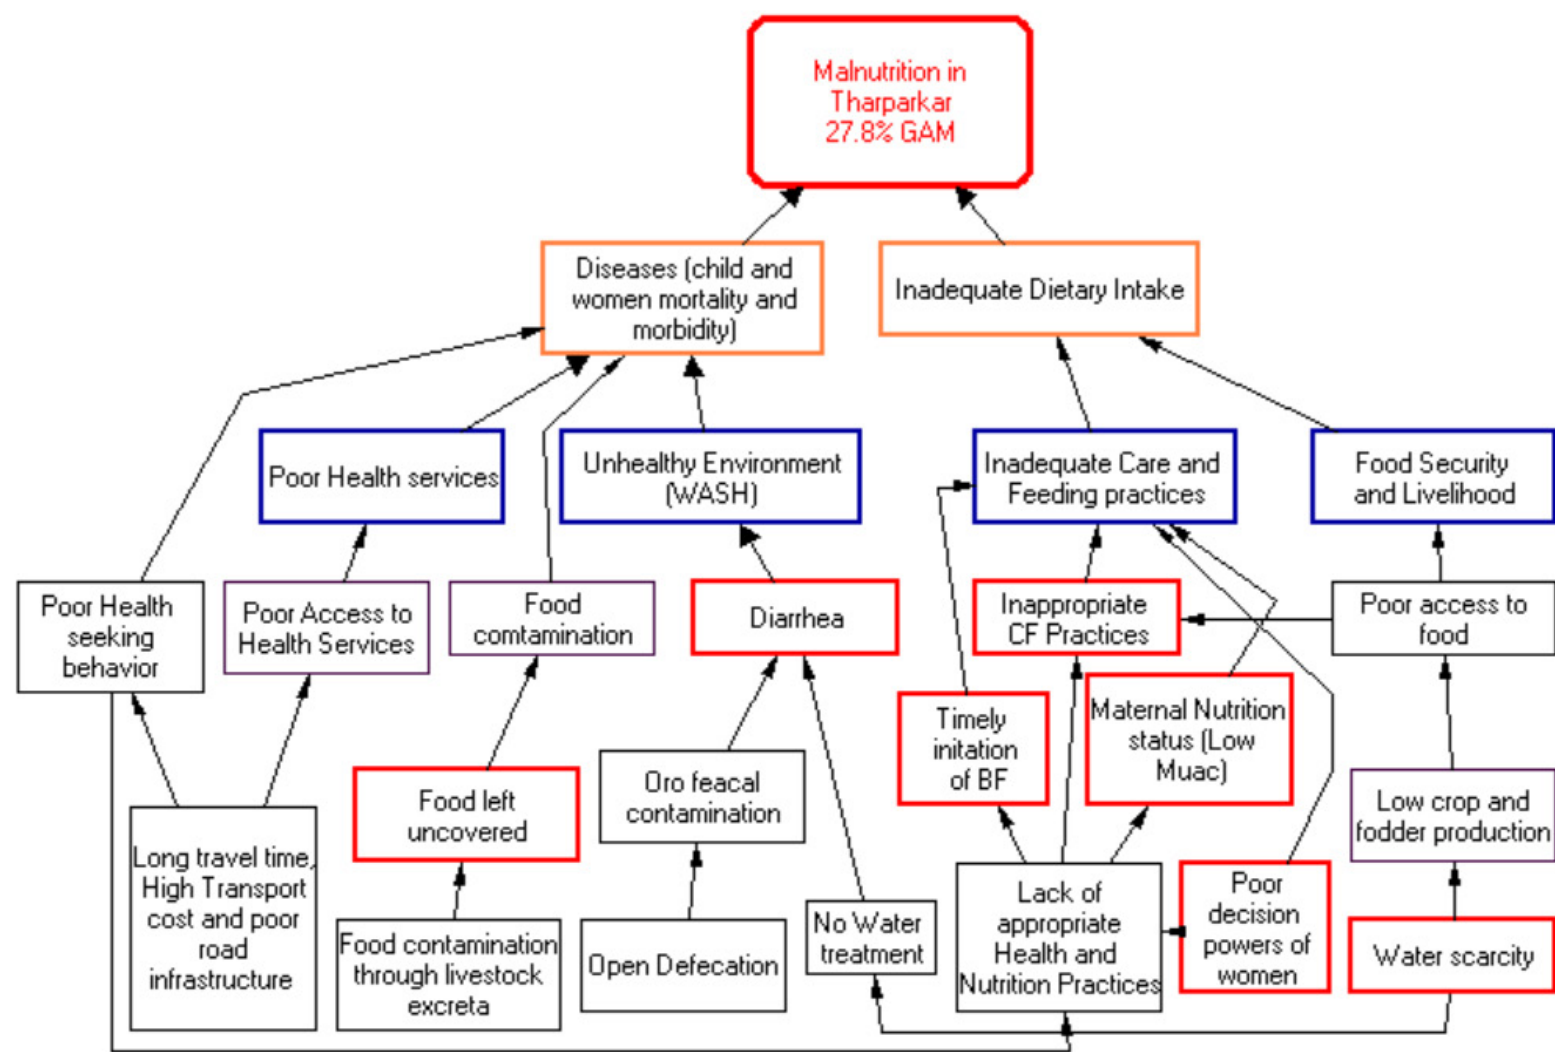 Malnutrition in
Tharparkar
27.8% GAM
Diseases (child and
women mortality and
morbidity)
Inadequate Dietary Intake
Poor Health services
Unhealthy Environment
(WASH)
Inadequate Care and
Feeding practices
Food Security
and Livelihood
Poor Health
seeking
behavior
Poor Access to
Health Services
Food
comtamination
Diarrhea
Inappropriate
CF Practices
Poor access to
food
Timely
initation
of BF
Maternal Nutrition
status (Low
Muac)
Long travel time,
High Transport
cost and poor
road
infrastructure
Food left
uncovered
Oro feacal
contamination
Low crop and
fodder production
Food contamination
through livestock
excreta
Open Defecation
No Water
treatment
Lack of
appropriate
Health and
Nutrition Practices
Poor
decision
powers of
women
Water scarcity